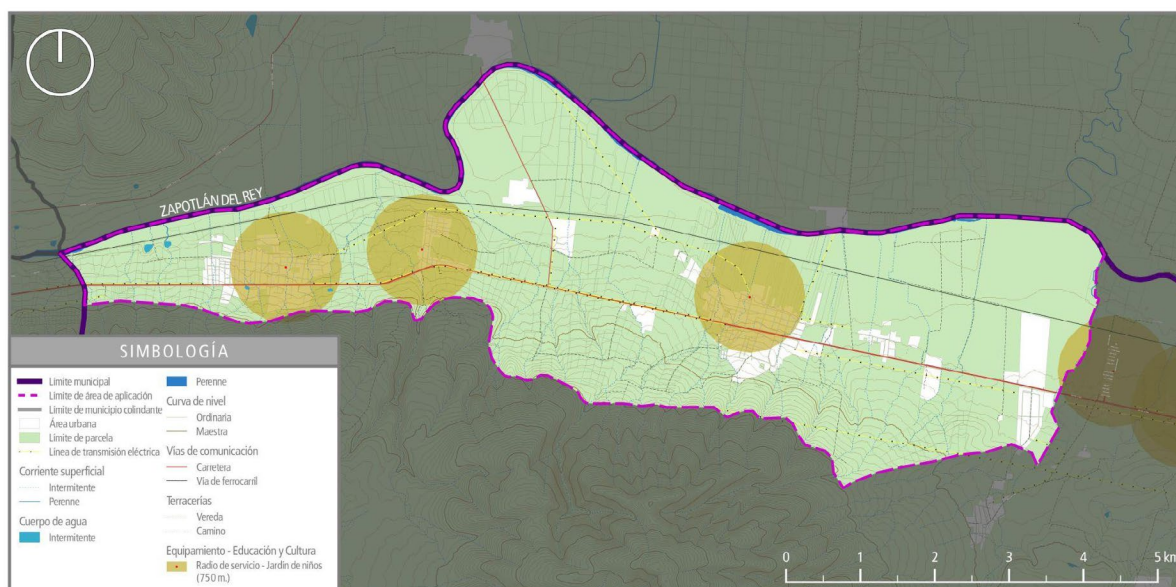 ZAPOTLÁN DEL REY
SIMBOLOGÍA
Límite municipal
Límite de área de aplicación
Límite de municipio colindante
Área urbana
Límite de parcela
Línea de transmisión eléctrica
Corriente superficial
Intermitente
Perenne
Cuerpo de agua
Intermitente
Perenne
Curva de nivel
Ordinaria
Maestra
Vías de comunicación
Carretera
Vía de ferrocarril
Terracerías
Vereda
Camino
Equipamiento - Educación y Cultura
Radio de servicio - Jardín de niños
(750 m.)
0 1 2 3 4 5 km